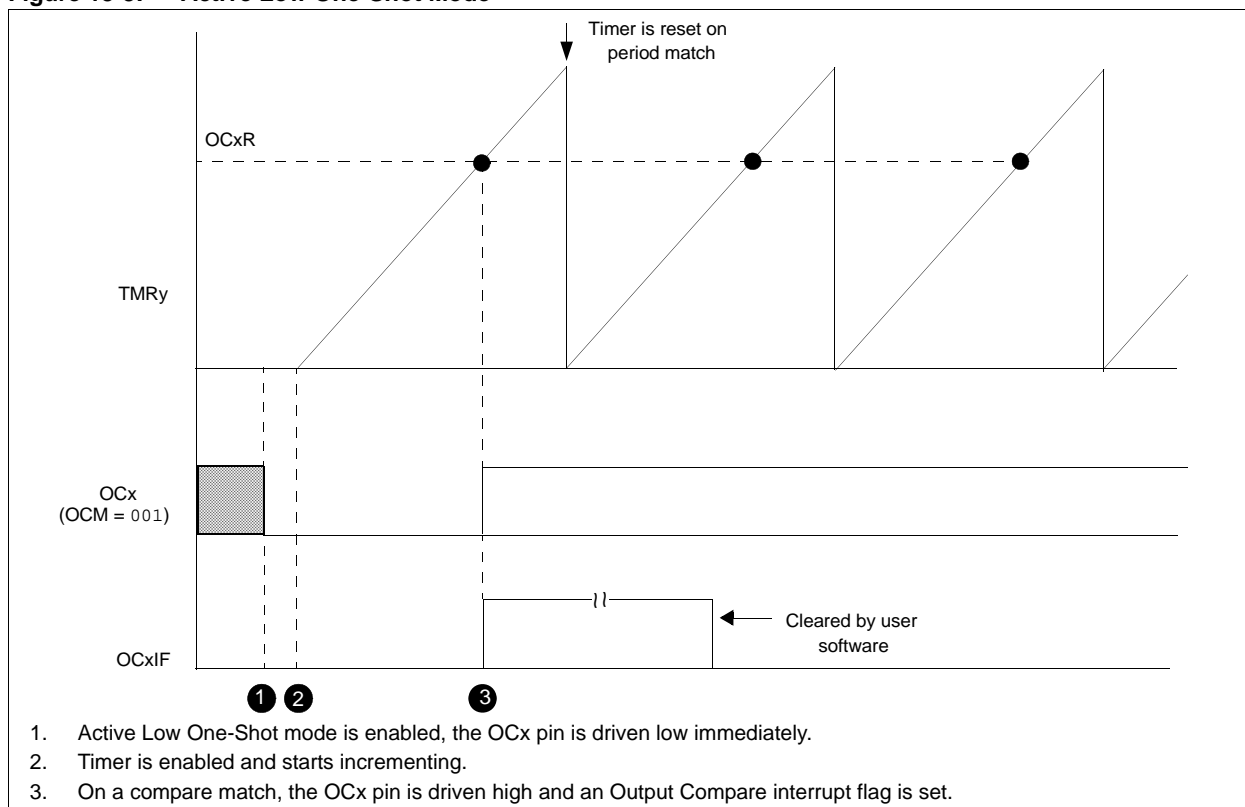 Timer is reset on
period match
OCxR
TMRy
OCx
(OCM = 001)
Cleared by user
software
OCxIF
1 2 3
1. Active Low One-Shot mode is enabled, the OCx pin is driven low immediately.
2. Timer is enabled and starts incrementing.
3. On a compare match, the OCx pin is driven high and an Output Compare interrupt flag is set.